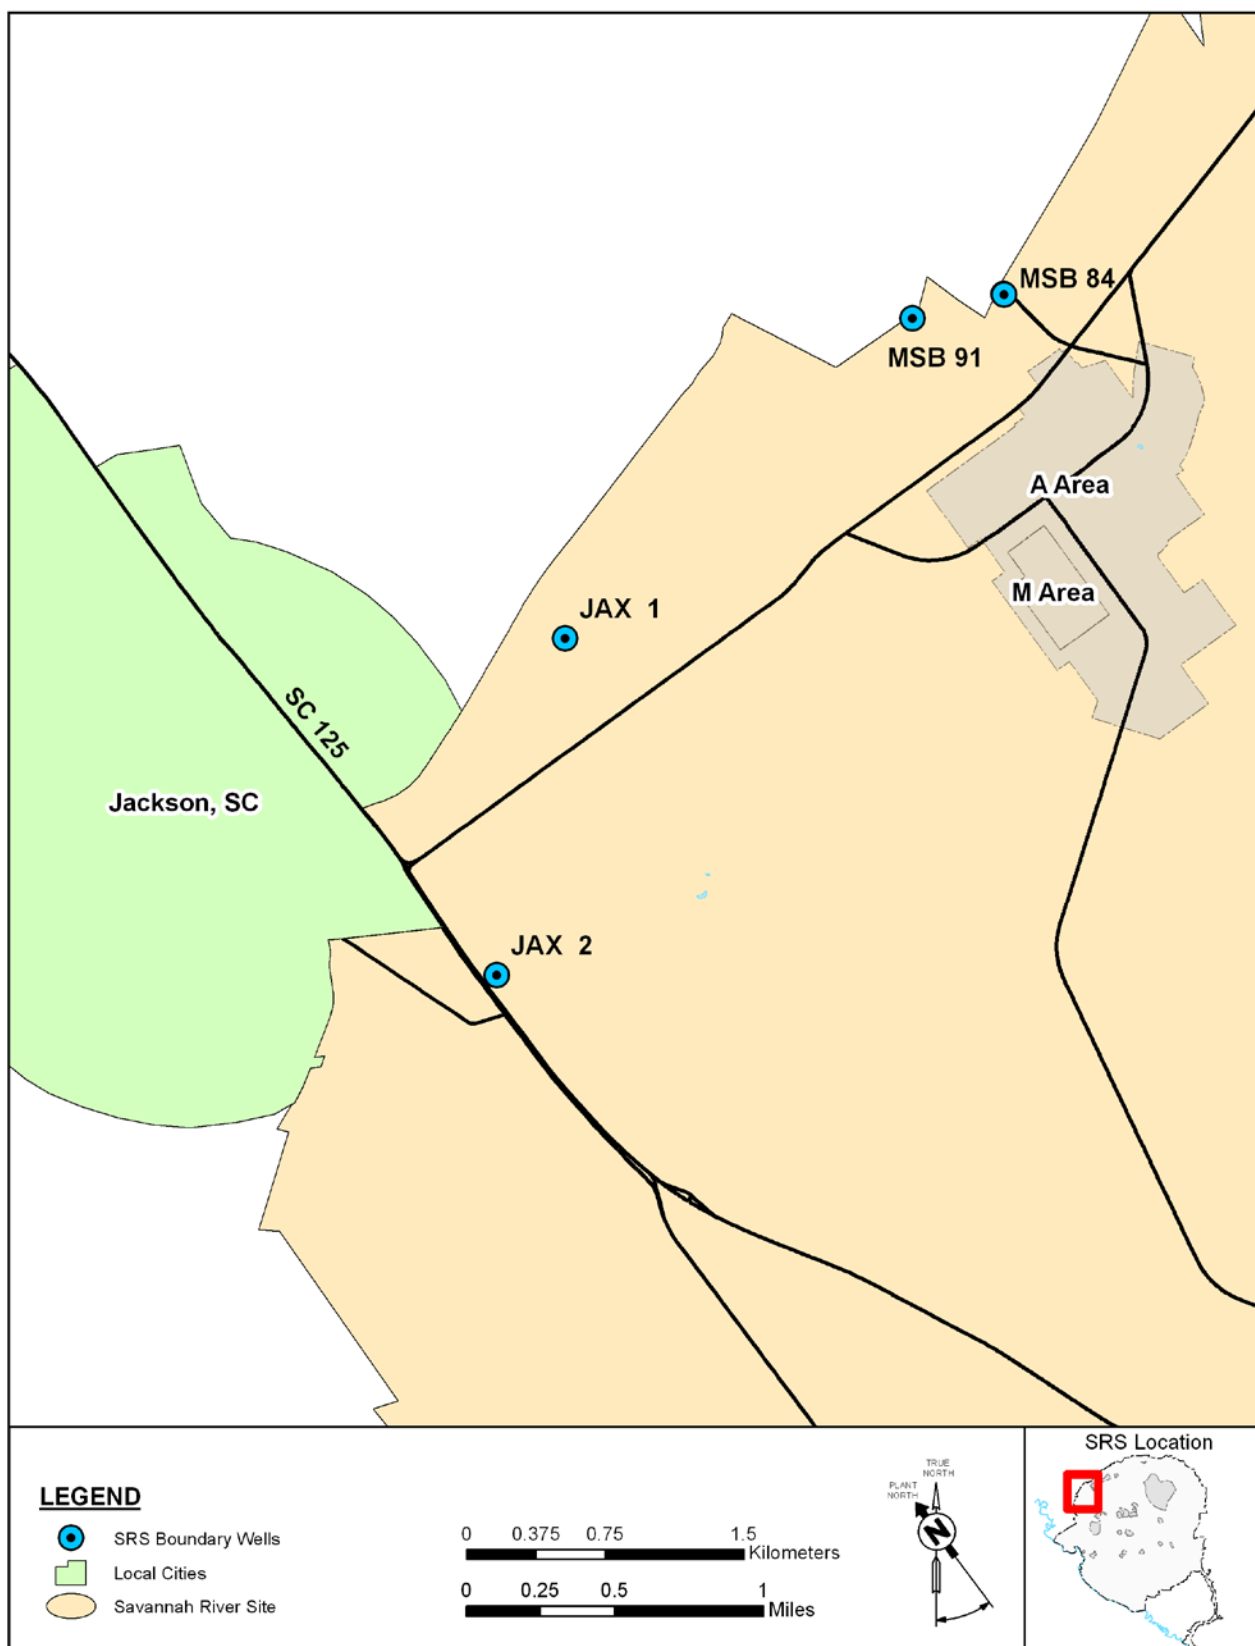 MSB 84
MSB 91
A Area
M Area
JAX 1
SC 125
Jackson, SC
JAX 2
LEGEND
SRS Boundary Wells
Local Cities
Savannah River Site
0 0.375 0.75 1.5
Kilometers
0 0.25 0.5 1
Miles
TRUE
NORTH
PLANT
NORTH
N
SRS Location